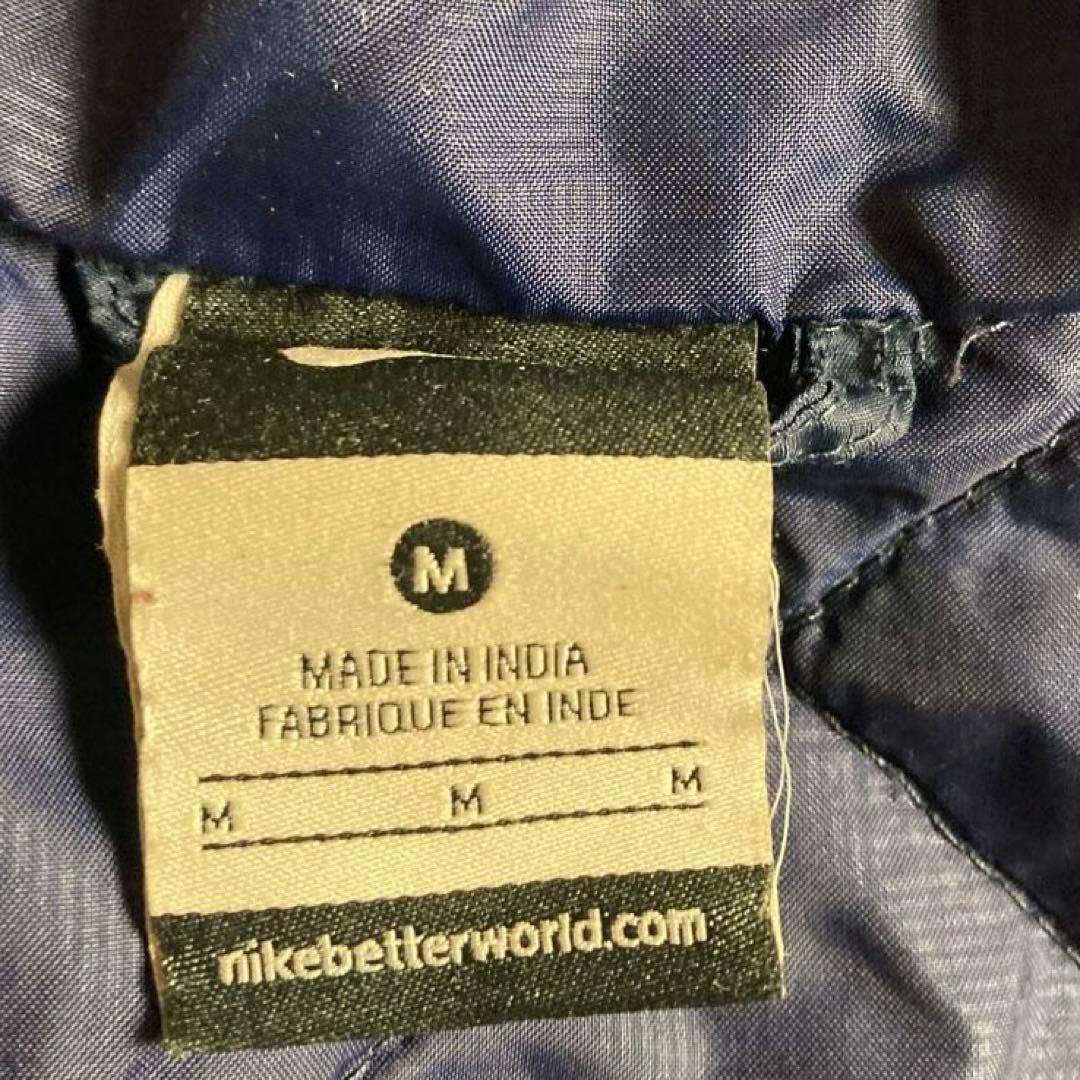 M
MADE IN INDIA
FABRIQUE EN INDE
M M M
nikebetterworld.com